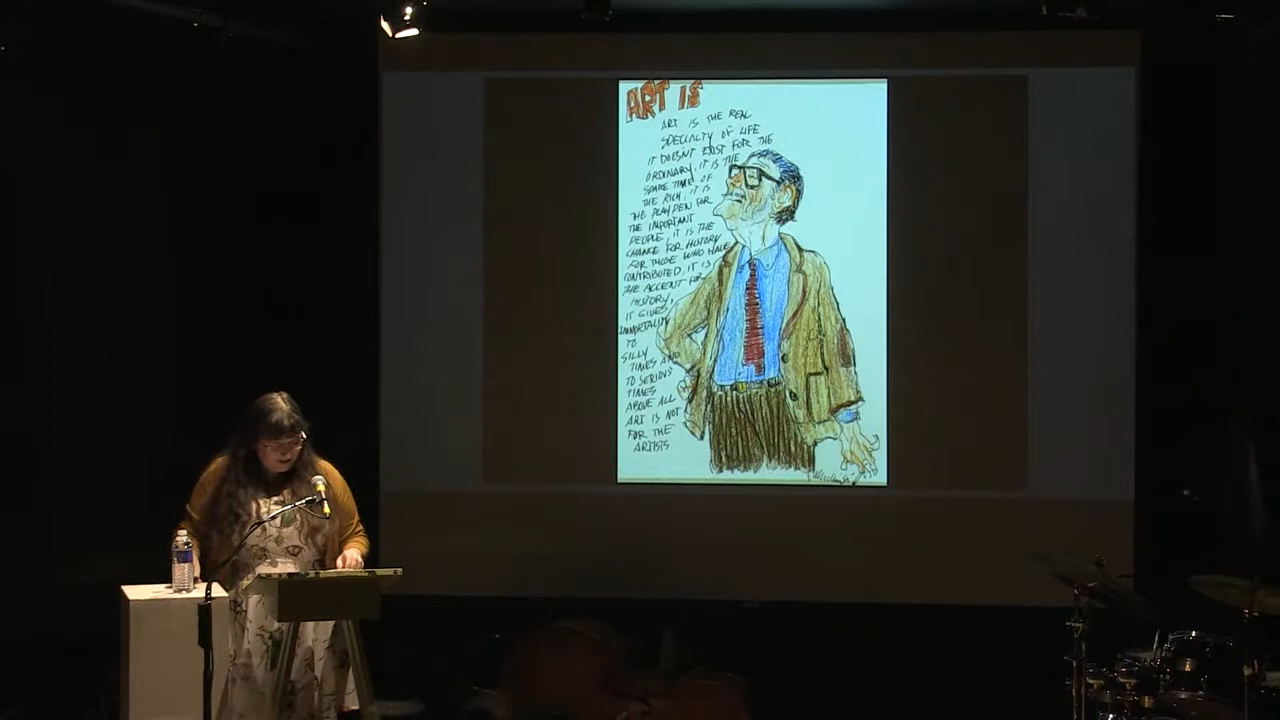 ART IS
ART IS THE REAL
SPECIALTY OF LIFE
IT DOESNT EXIST FOR THE
ORDINARY, IT IS THE
SPARE TIME OF
THE RICH, IT IS
THE PLAY PEN FOR
THE IMPORTANT
PEOPLE, IT IS THE
CHANCE FOR HISTORY
FOR THOSE WHO HAVE
CONTRIBUTED, IT IS
THE ACCENT FOR
HISTORY,
IT GIVES
IMMORTALITY
TO
SILLY
TIMES AND
TO SERIOUS
TIMES
ABOVE ALL
ART IS NOT
FOR THE
ARTISTS